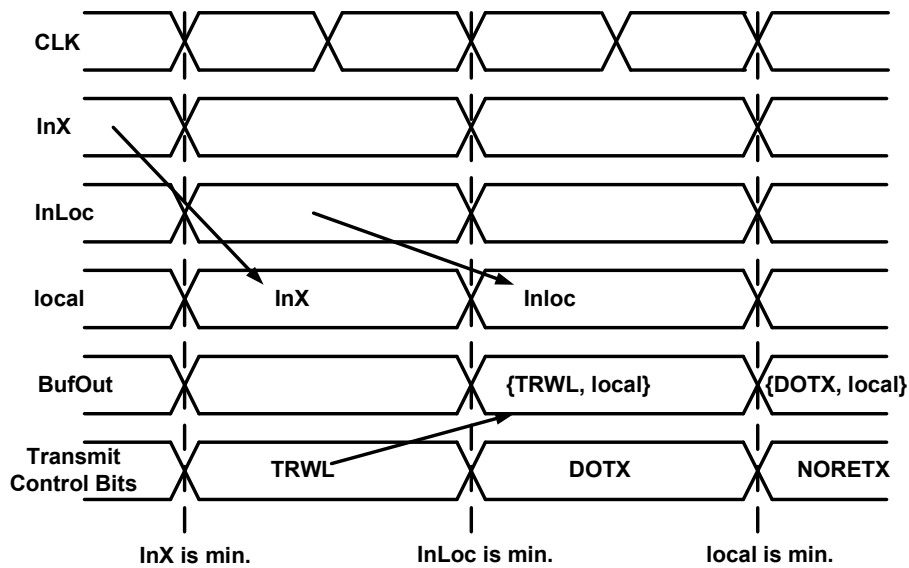 CLK
InX
InLoc
local InX Inloc
BufOut {TRWL, local} {DOTX, local}
Transmit
Control Bits TRWL DOTX NORETX
InX is min. InLoc is min. local is min.